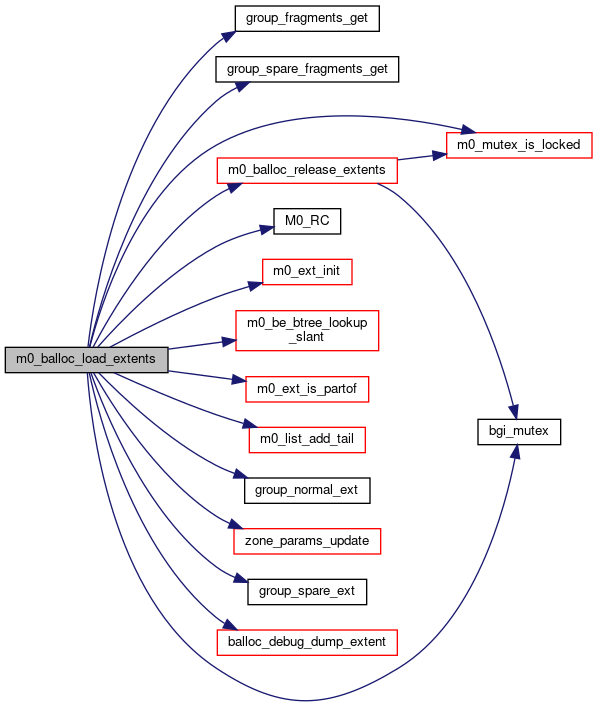 group_fragments_get
group_spare_fragments_get
m0_mutex_is_locked
m0_balloc_release_extents
M0_RC
m0_ext_init
m0_be_btree_lookup
_slant
m0_balloc_load_extents
m0_ext_is_partof
bgi_mutex
m0_list_add_tail
group_normal_ext
zone_params_update
group_spare_ext
balloc_debug_dump_extent